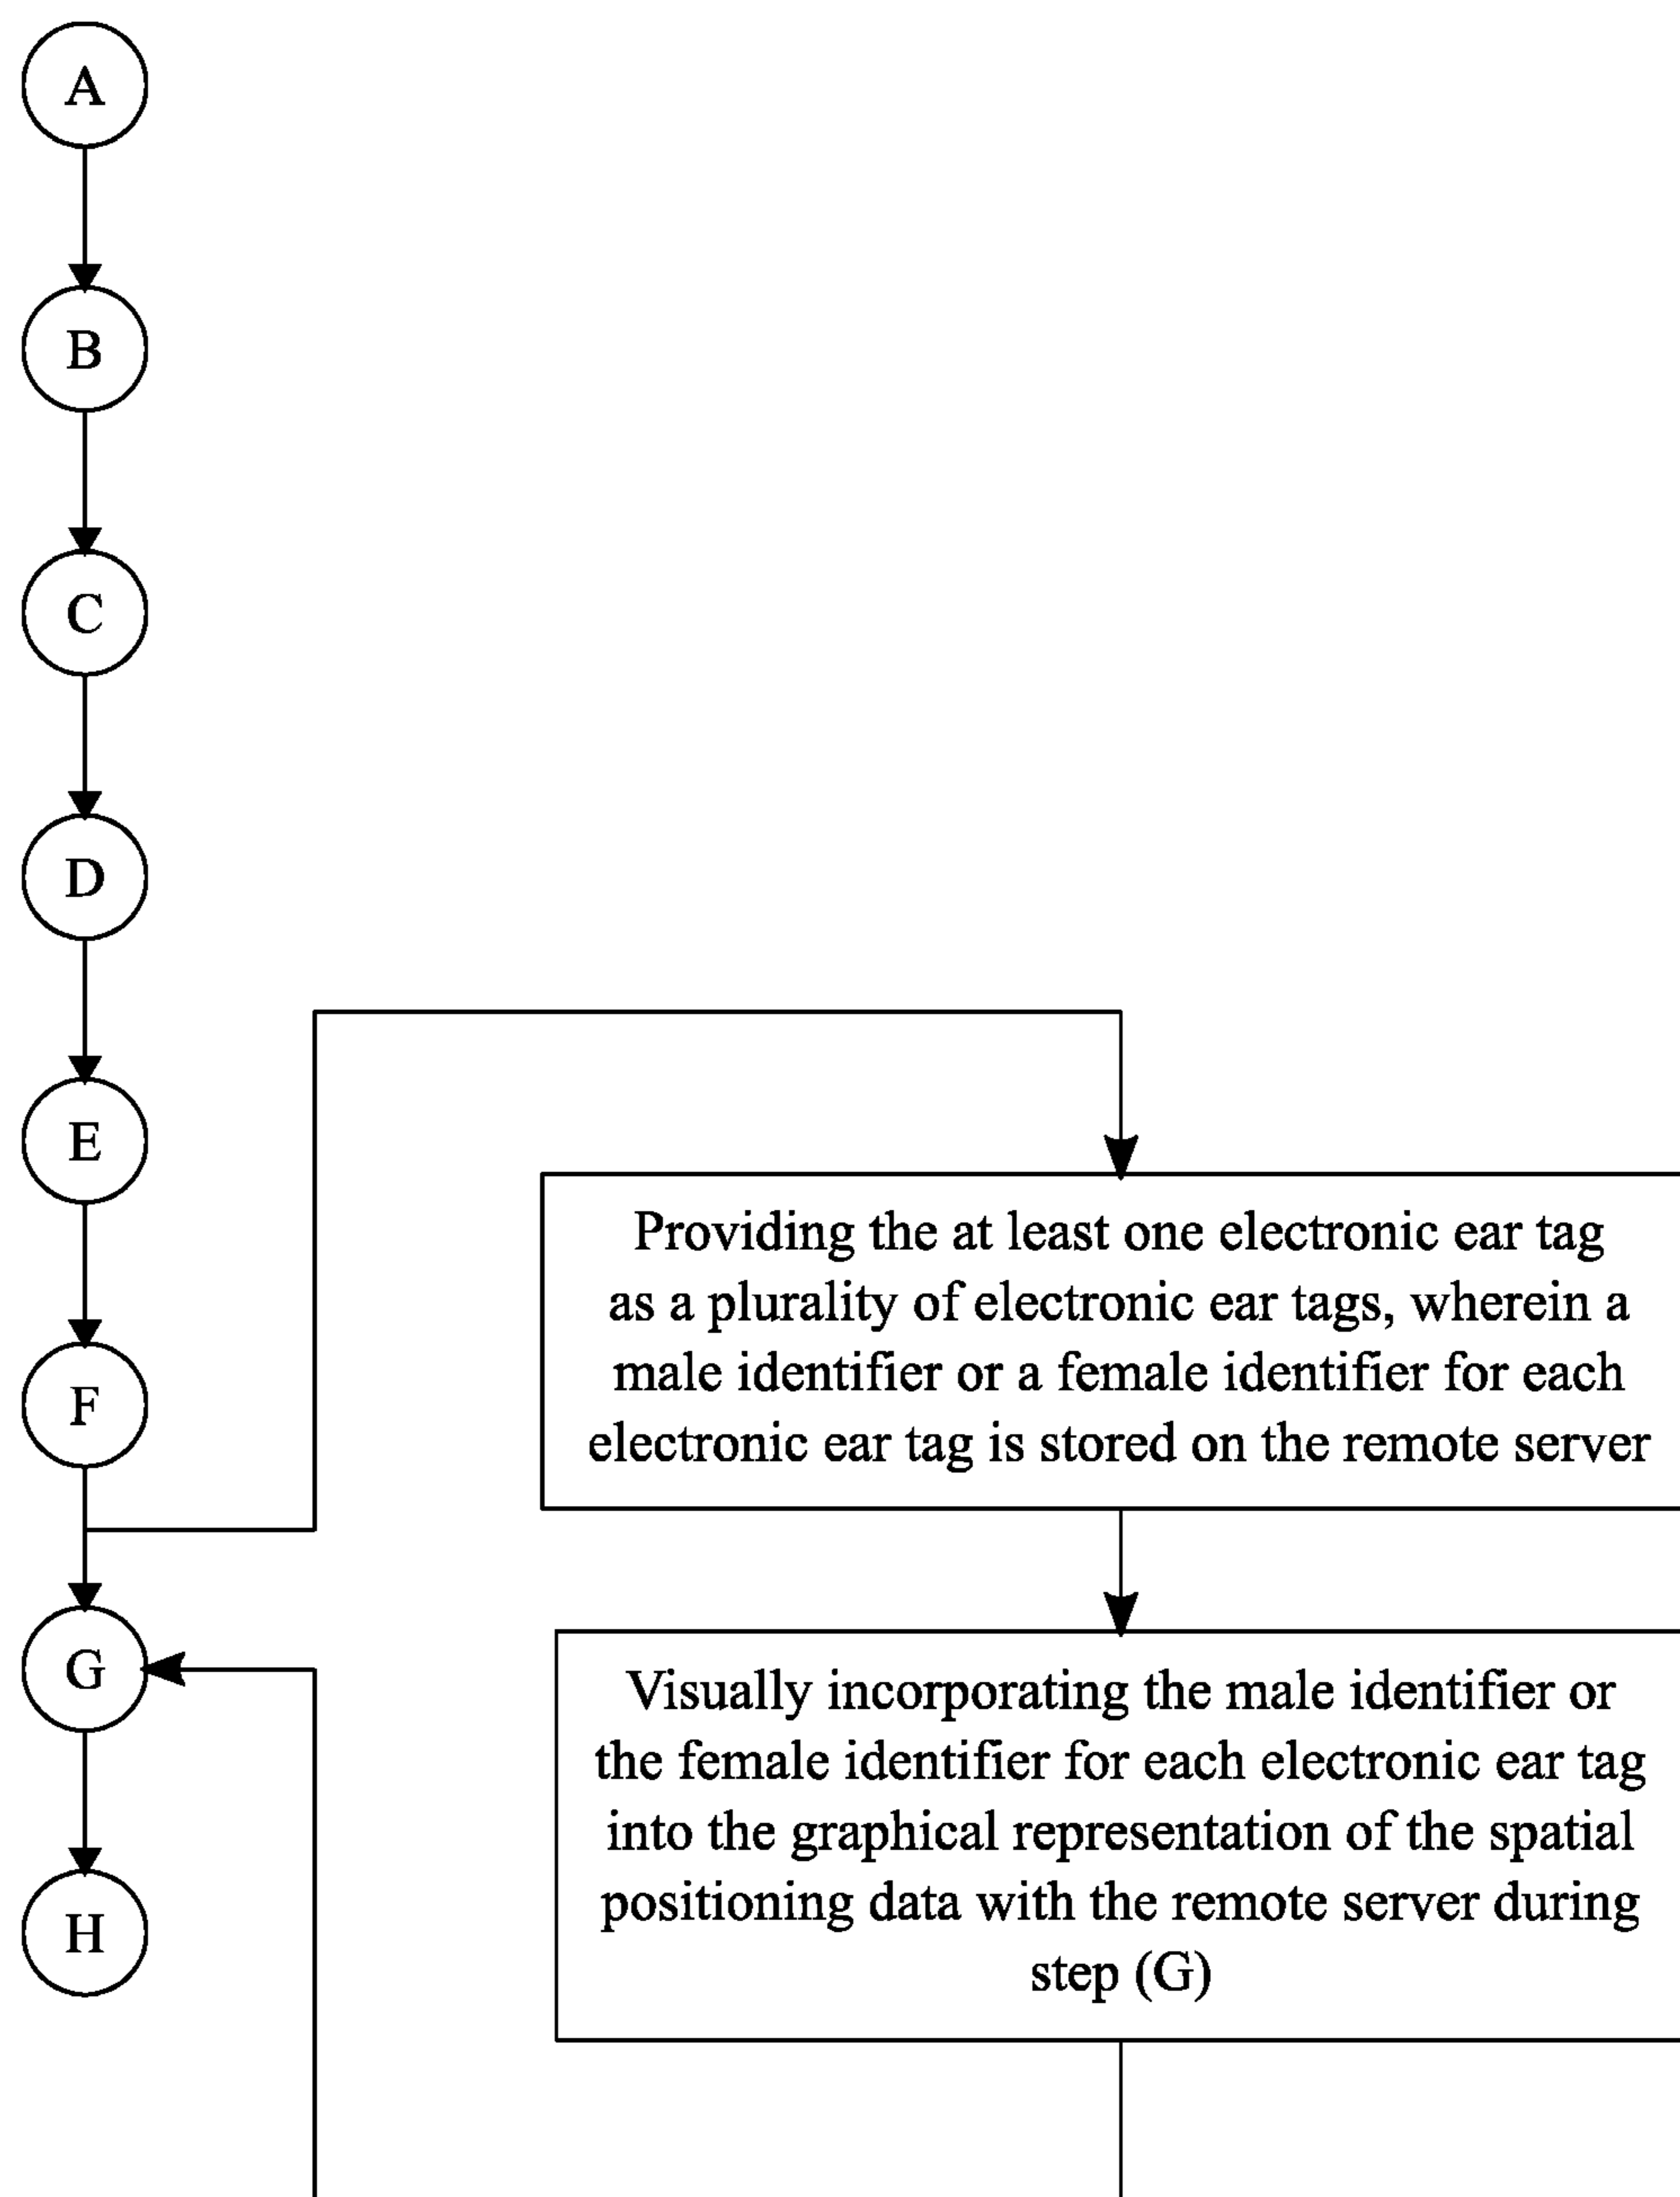 A
B
C
D
E
F
G
H
Providing the at least one electronic ear tag
as a plurality of electronic ear tags, wherein a
male identifier or a female identifier for each
electronic ear tag is stored on the remote server
Visually incorporating the male identifier or
the female identifier for each electronic ear tag
into the graphical representation of the spatial
positioning data with the remote server during
step (G)